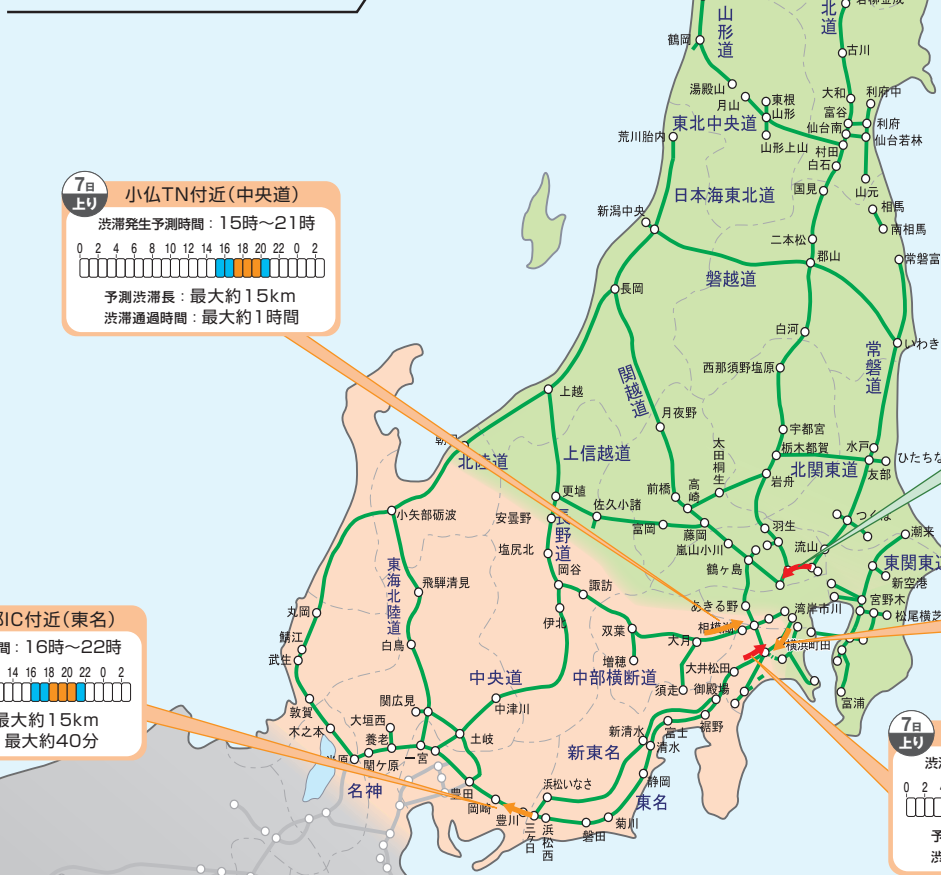 山形道
北道
鶴岡
古川
湯殿山
月山
東根
山形
大和
利府中
富谷
利府
仙台南
仙台若林
東北中央道
荒川胎内
山形上山
村田
白石
国見
山元
相馬
南相馬
日本海東北道
新潟中央
二本松
郡山
常磐富
磐越道
長岡
白河
いわき
常磐道
西那須野塩原
関越道
上越
月夜野
宇都宮
栃木都賀
水戸
ひたちな
友部
北関東道
岩舟
太田桐生
上信越道
北陸道
7日
上り
小仏TN付近(中央道)
渋滞発生予測時間：15時～21時
0 2 4 6 8 10 12 14 16 18 20 22 0 2
予測渋滞長：最大約15km
渋滞通過時間：最大約1時間
更埴
佐久小諸
前橋
高崎
小矢部砺波
安曇野
長野道
富岡
藤岡
羽生
つくば
嵐山小川
流山
潮来
塩尻北
鶴ヶ島
東関東道
岡谷
諏訪
新空港
東海北陸道
飛騨清見
あきる野
湾岸市川
宮野木
松尾横芝
丸岡
伊北
双葉
相模湖
鯖江
白鳥
大月
横浜町田
武生
増穂
大井松田
中央道
中部横断道
須走
御殿場
富浦
敦賀
関広見
中津川
大垣西
裾野
木之本
養老
土岐
新清水
富士
関ケ原
一宮
新東名
清水
名神
豊田
浜松いなさ
静岡
岡崎
東名
豊川
三ケ日
浜松西
磐田
菊川
IC付近(東名)
間：16時～22時
14 16 18 20 22 0 2
最大約15km
最大約40分
7日
上り
渋
0 2
予
渋